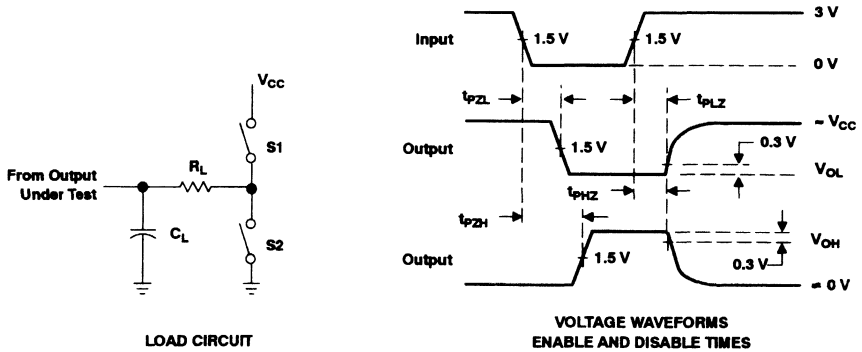 VCC
S1
RL
From Output
Under Test
CL
S2
LOAD CIRCUIT
Input
1.5 V
1.5 V
3 V
0 V
tPZL
tPLZ
Output
1.5 V
≈ VCC
0.3 V
VOL
tPHZ
tPZH
Output
1.5 V
VOH
0.3 V
≈ 0 V
VOLTAGE WAVEFORMS
ENABLE AND DISABLE TIMES